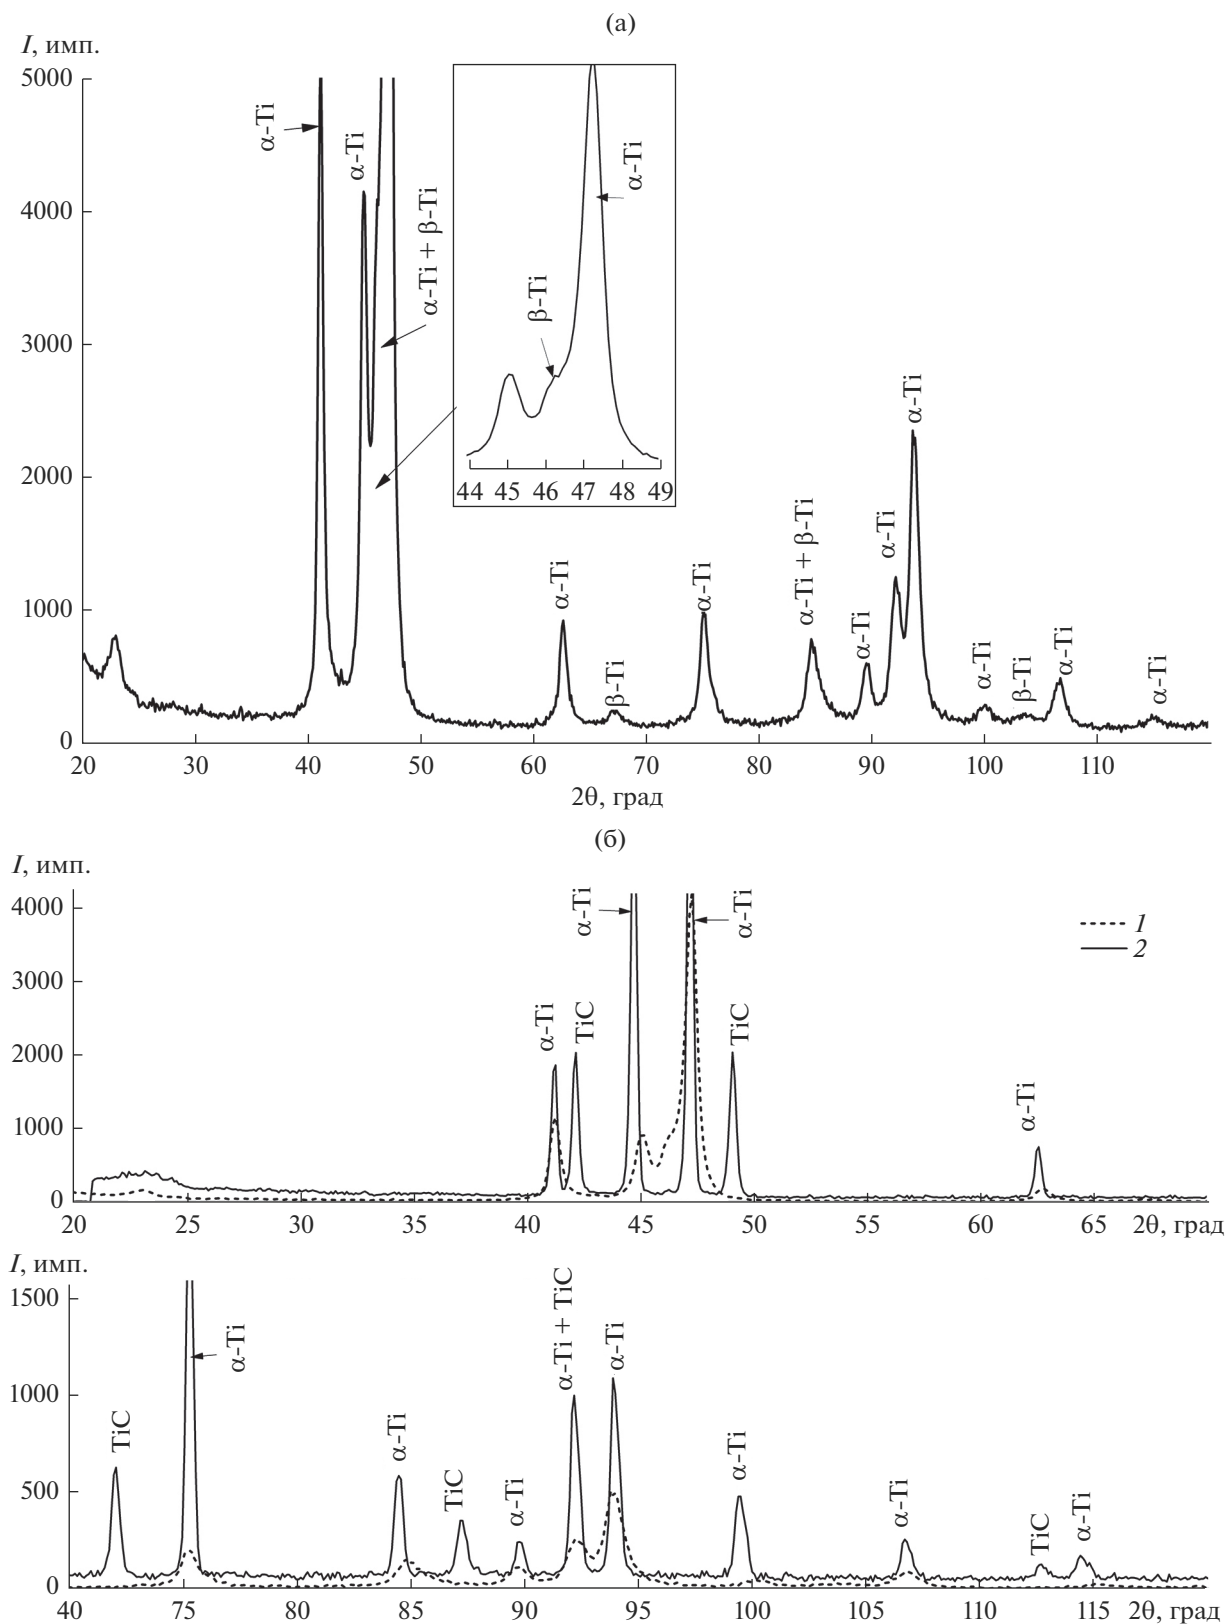 (а)
I, имп.
5000
4000
3000
2000
1000
0
α-Ti
α-Ti
α-Ti + β-Ti
β-Ti
α-Ti
44 45 46 47 48 49
α-Ti
β-Ti
α-Ti
α-Ti + β-Ti
α-Ti
α-Ti
α-Ti
α-Ti
β-Ti
α-Ti
α-Ti
20 30 40 50 60 70 80 90 100 110
2θ, град
(б)
I, имп.
4000
3000
2000
1000
0
α-Ti
TiC
α-Ti
α-Ti
TiC
α-Ti
1
2
20 25 30 35 40 45 50 55 60 65 2θ, град
I, имп.
1500
1000
500
0
TiC
α-Ti
α-Ti
TiC
α-Ti
α-Ti + TiC
α-Ti
α-Ti
α-Ti
TiC
α-Ti
40 75 80 85 90 95 100 105 110 115 2θ, град